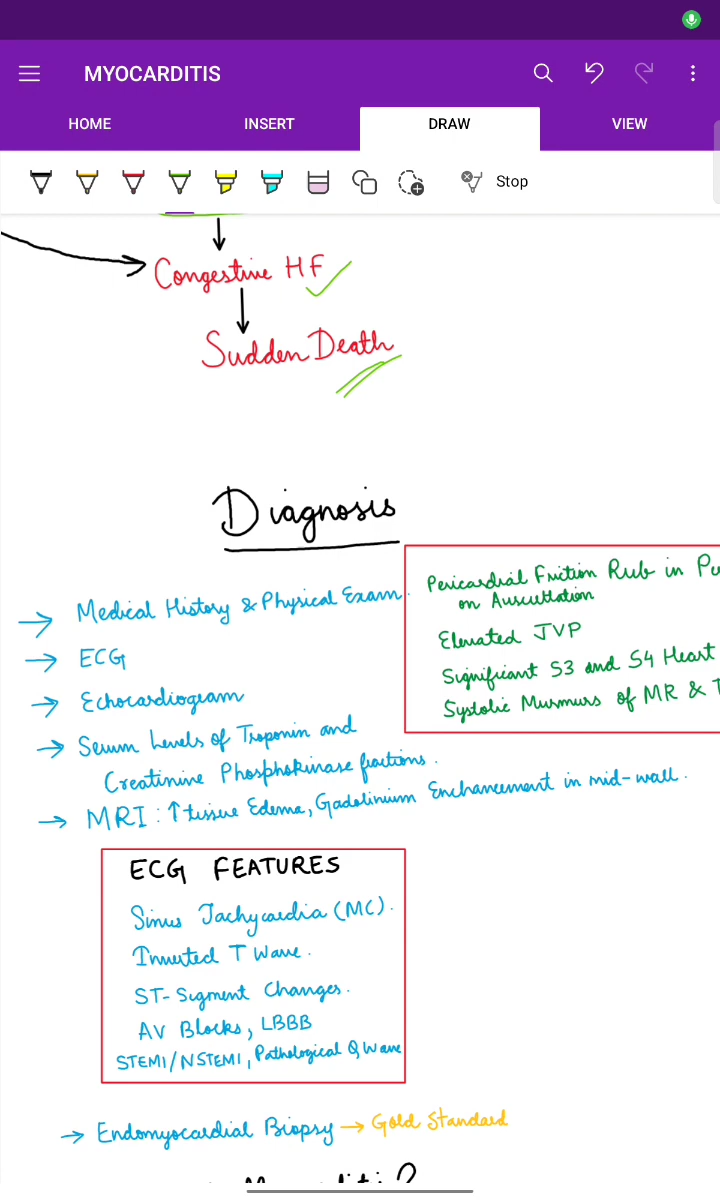 MYOCARDITIS
HOME INSERT DRAW VIEW
Stop
Congestive HF
Sudden Death
Diagnosis
→ Medical History & Physical Exam.
→ ECG
→ Echocardiogram
→ Serum Levels of Troponin and
Creatinine Phosphokinase fractions.
→ MRI: ↑ tissue Edema, Gadolinium Enchancement in mid-wall.
Pericardial Friction Rub in
on Auscultation
Elevated JVP
Significant S3 and S4 Heart
Systolic Murmurs of MR &
ECG FEATURES
Sinus Tachycardia (MC).
Inverted T Wave.
ST-Segment Changes.
AV Blocks, LBBB
STEMI/NSTEMI, Pathological Q Wave
→ Endomyocardial Biopsy → Gold Standard